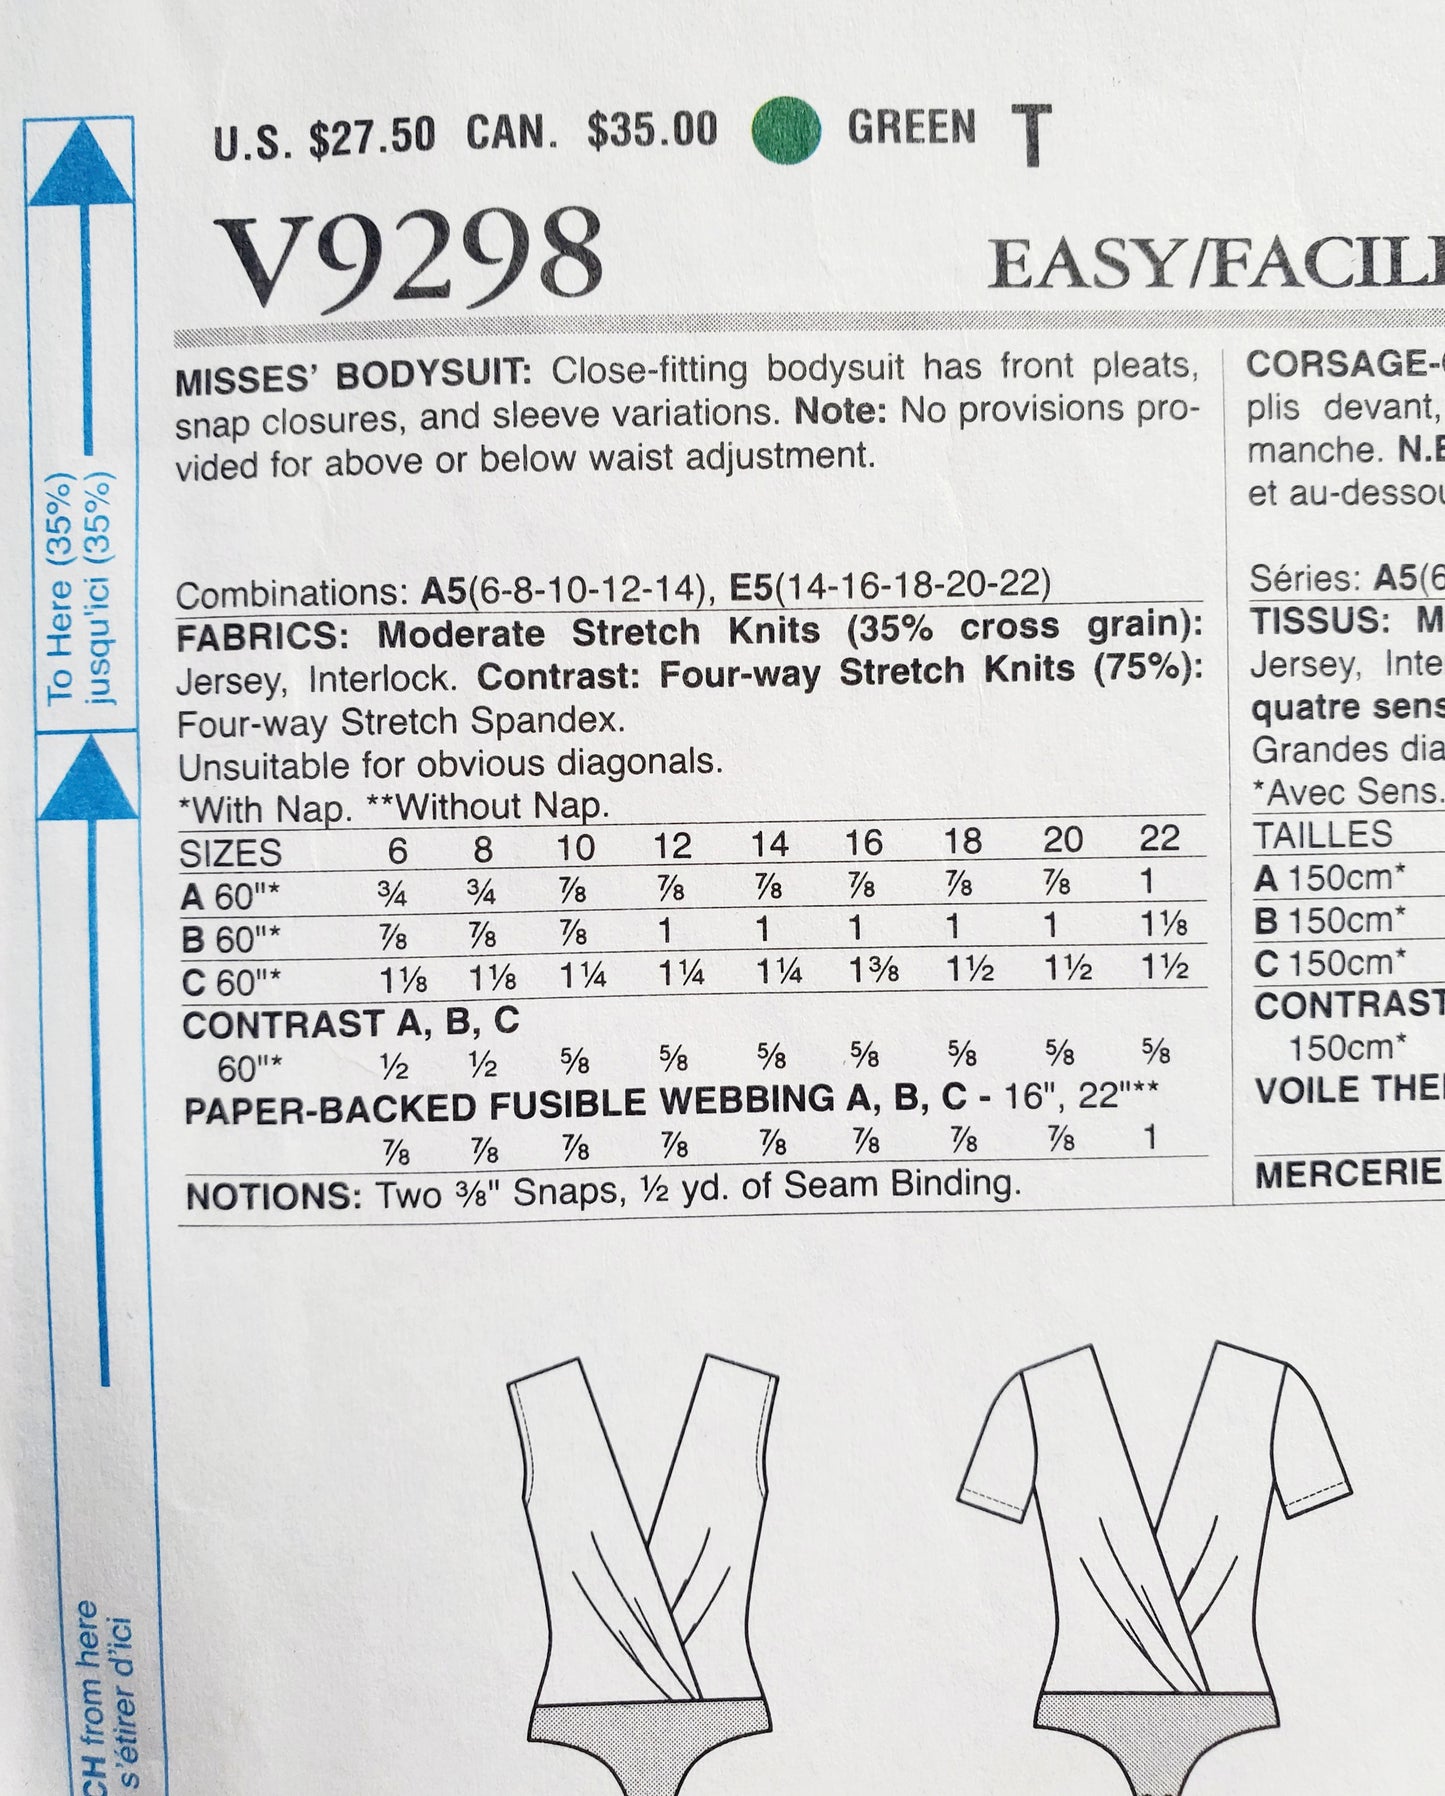 U.S. $27.50 CAN. $35.00 GREEN T
V9298
EASY/FACIL
MISSES' BODYSUIT: Close-fitting bodysuit has front pleats,
snap closures, and sleeve variations. Note: No provisions pro-
vided for above or below waist adjustment.
Combinations: A5(6-8-10-12-14), E5(14-16-18-20-22)
FABRICS: Moderate Stretch Knits (35% cross grain):
Jersey, Interlock. Contrast: Four-way Stretch Knits (75%):
Four-way Stretch Spandex.
Unsuitable for obvious diagonals.
*With Nap. **Without Nap.
SIZES 6 8 10 12 14 16 18 20 22
A 60"* ¾ ¾ ⅞ ⅞ ⅞ ⅞ ⅞ ⅞ 1
B 60"* ⅞ ⅞ ⅞ 1 1 1 1 1 1⅛
C 60"* 1⅛ 1⅛ 1¼ 1¼ 1¼ 1⅜ 1½ 1½ 1½
CONTRAST A, B, C
60"* ½ ½ ⅝ ⅝ ⅝ ⅝ ⅝ ⅝ ⅝
PAPER-BACKED FUSIBLE WEBBING A, B, C - 16", 22"**
⅞ ⅞ ⅞ ⅞ ⅞ ⅞ ⅞ ⅞ 1
NOTIONS: Two ⅜" Snaps, ½ yd. of Seam Binding.
CORSAGE-
plis devant,
manche. N.B
et au-dessou
Séries: A5(6
TISSUS: M
Jersey, Inte
quatre sens
Grandes dia
*Avec Sens.
TAILLES
A 150cm*
B 150cm*
C 150cm*
CONTRAST
150cm*
VOILE THE
MERCERIE
To Here (35%)
jusqu'ici (35%)
CH from here
s'étirer d'ici